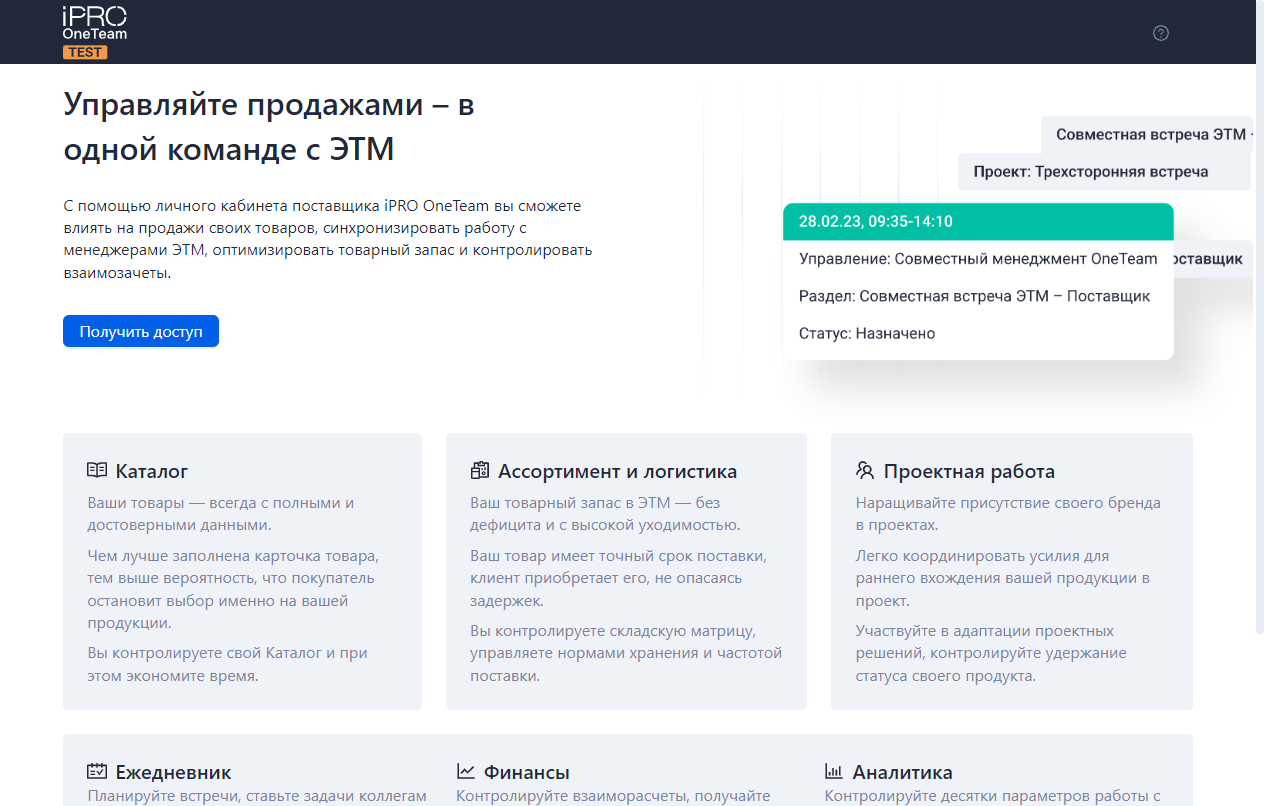 iPRO
OneTeam
TEST
Управляйте продажами – в
одной команде с ЭТМ
С помощью личного кабинета поставщика iPRO OneTeam вы сможете
влиять на продажи своих товаров, синхронизировать работу с
менеджерами ЭТМ, оптимизировать товарный запас и контролировать
взаимозачеты.
Получить доступ
Совместная встреча ЭТМ -
Проект: Трехсторонняя встреча
28.02.23, 09:35-14:10
Управление: Совместный менеджмент OneTeam
оставщик
Раздел: Совместная встреча ЭТМ – Поставщик
Статус: Назначено
Каталог
Ваши товары — всегда с полными и
достоверными данными.
Чем лучше заполнена карточка товара,
тем выше вероятность, что покупатель
остановит выбор именно на вашей
продукции.
Вы контролируете свой Каталог и при
этом экономите время.
Ассортимент и логистика
Ваш товарный запас в ЭТМ — без
дефицита и с высокой уходимостью.
Ваш товар имеет точный срок поставки,
клиент приобретает его, не опасаясь
задержек.
Вы контролируете складскую матрицу,
управляете нормами хранения и частотой
поставки.
Проектная работа
Наращивайте присутствие своего бренда
в проектах.
Легко координировать усилия для
раннего вхождения вашей продукции в
проект.
Участвуйте в адаптации проектных
решений, контролируйте удержание
статуса своего продукта.
Ежедневник
Планируйте встречи, ставьте задачи коллегам
Финансы
Контролируйте взаиморасчеты, получайте
Аналитика
Контролируйте десятки параметров работы с